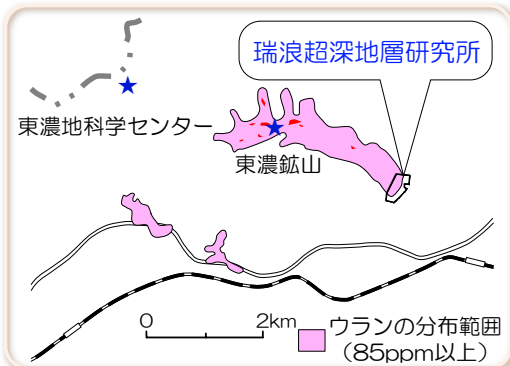 瑞浪超深地層研究所
東濃地科学センター
東濃鉱山
0 2km
ウランの分布範囲
（85ppm以上）